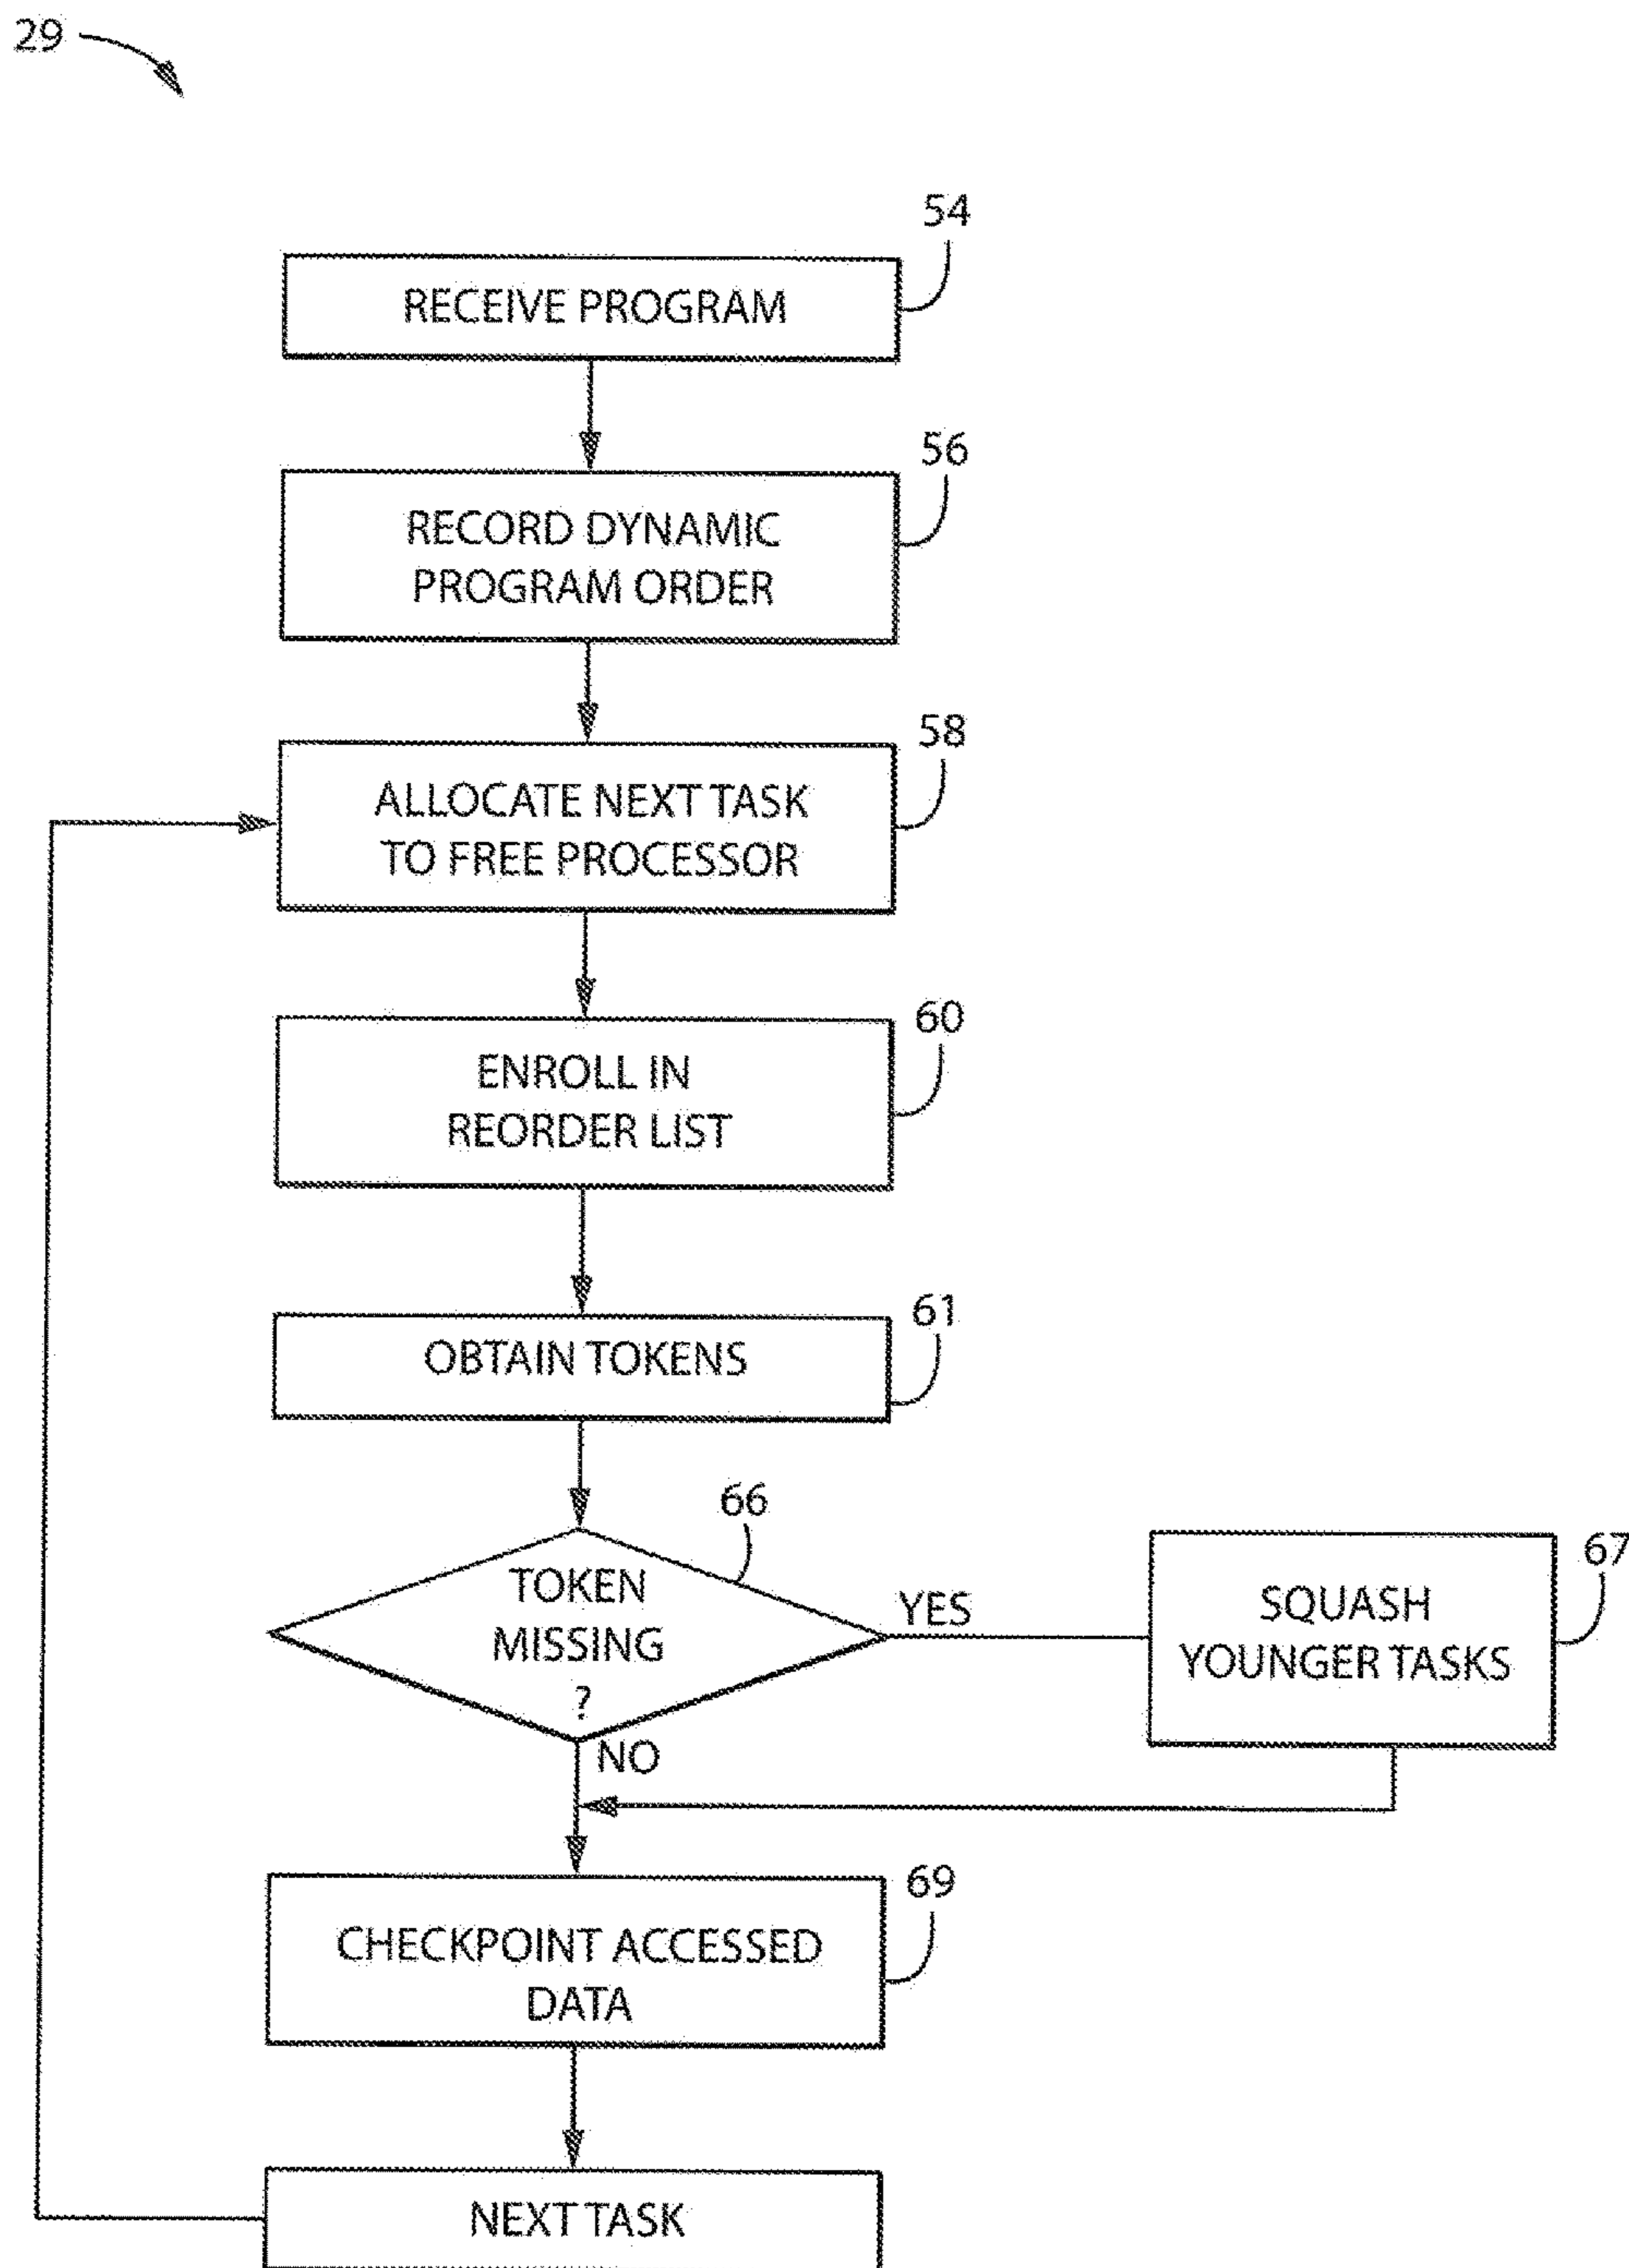 29
54
RECEIVE PROGRAM
56
RECORD DYNAMIC
PROGRAM ORDER
58
ALLOCATE NEXT TASK
TO FREE PROCESSOR
60
ENROLL IN
REORDER LIST
61
OBTAIN TOKENS
66
TOKEN
MISSING
?
YES
67
SQUASH
YOUNGER TASKS
NO
69
CHECKPOINT ACCESSED
DATA
NEXT TASK